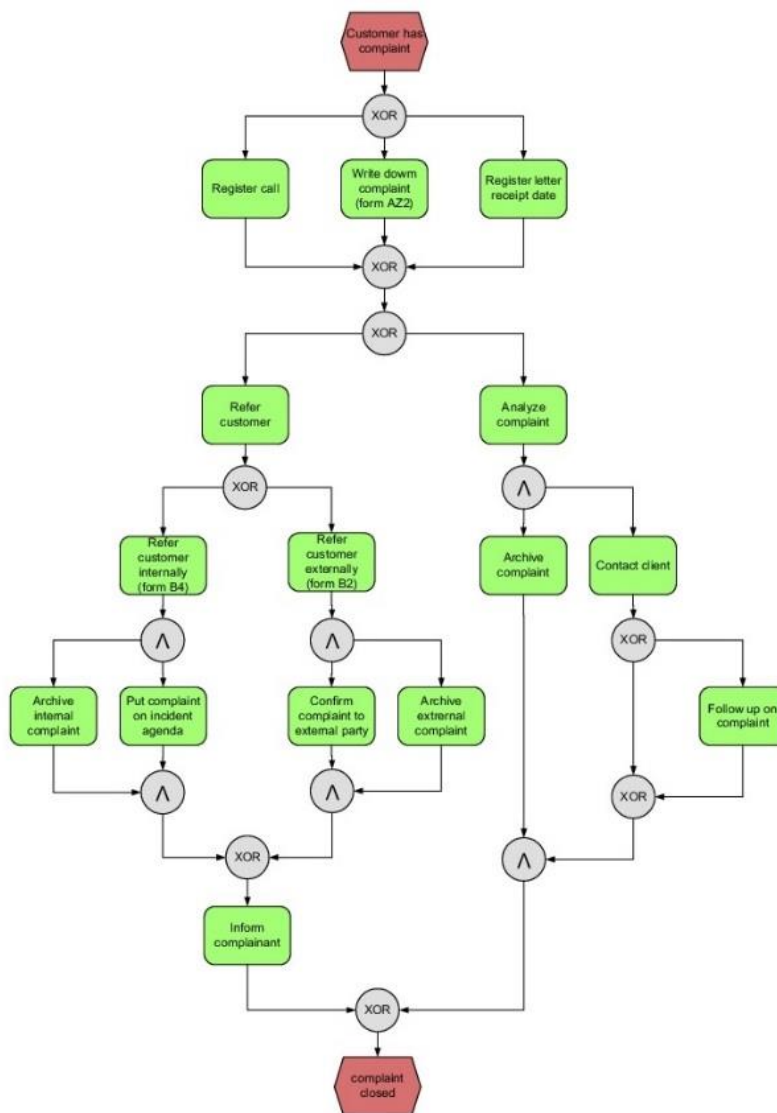 Customer has
complaint
XOR
Register call
Write dowm
complaint
(form AZ2)
Register letter
receipt date
XOR
XOR
Refer
customer
Analyze
complaint
XOR
Λ
Refer
customer
internally
(form B4)
Refer
customer
externally
(form B2)
Archive
complaint
Contact client
Λ
Λ
XOR
Archive
internal
complaint
Put complaint
on incident
agenda
Confirm
complaint to
external party
Archive
extrernal
complaint
Follow up on
complaint
Λ
Λ
XOR
XOR
Λ
Inform
complainant
XOR
complaint
closed